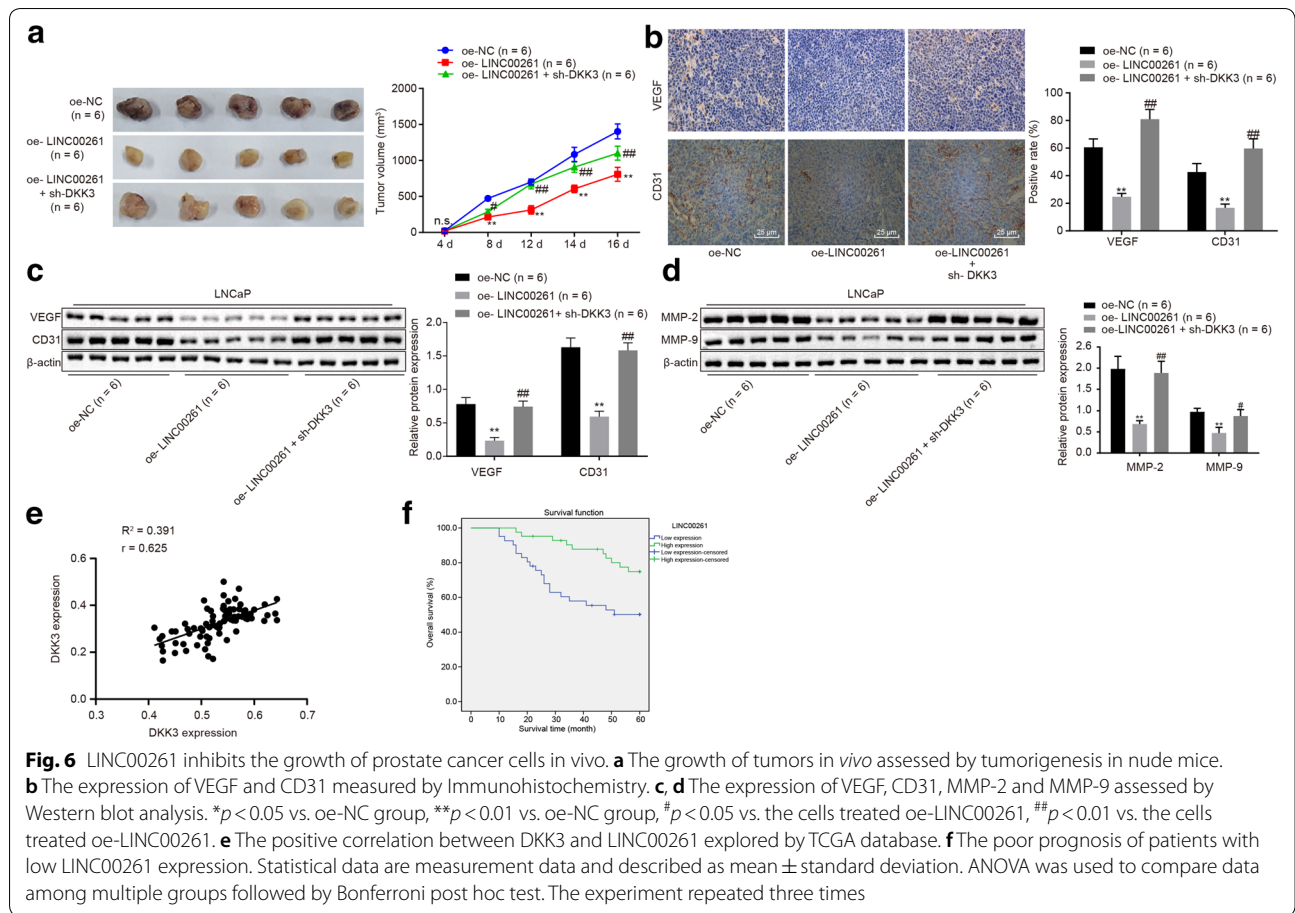 a
oe-NC
(n = 6)
oe- LINC00261
(n = 6)
oe- LINC00261
+ sh-DKK3
(n = 6)
oe-NC (n = 6)
oe- LINC00261 (n = 6)
oe- LINC00261 + sh-DKK3 (n = 6)
Tumor volume (mm³)
2000
1500
1000
500
0
n.s.
#
**
##
**
##
**
##
**
4 d 8 d 12 d 14 d 16 d
b
VEGF
CD31
25 μm
25 μm
25 μm
oe-NC
oe-LINC00261
oe-LINC00261
+
sh- DKK3
oe-NC (n = 6)
oe- LINC00261 (n = 6)
oe- LINC00261 + sh-DKK3 (n = 6)
Positive rate (%)
100
80
60
40
20
0
**
##
**
##
VEGF CD31
c
LNCaP
VEGF
CD31
β-actin
oe-NC (n = 6)
oe- LINC00261 (n = 6)
oe- LINC00261 + sh-DKK3 (n = 6)
oe-NC (n = 6)
oe- LINC00261 (n = 6)
oe- LINC00261+ sh-DKK3 (n = 6)
Relative protein expression
2.0
1.5
1.0
0.5
0.0
**
##
**
##
VEGF CD31
d
LNCaP
MMP-2
MMP-9
β-actin
oe-NC (n = 6)
oe- LINC00261 (n = 6)
oe- LINC00261 + sh-DKK3 (n = 6)
oe-NC (n = 6)
oe-LINC00261 (n = 6)
oe-LINC00261 + sh-DKK3 (n = 6)
Relative protein expression
2.6
2.0
1.5
1.0
0.5
0.0
**
##
**
#
MMP-2 MMP-9
e
R² = 0.391
r = 0.625
DKK3 expression
0.6
0.4
0.2
0.0
0.3 0.4 0.5 0.6 0.7
DKK3 expression
f
Survival function
LINC00261
Low expression
High expression
Low expression-censored
High expression-censored
Overall survival (%)
100.0
80.0
60.0
40.0
20.0
0.0
0 10 20 30 40 50 60
Survival time (month)
Fig. 6 LINC00261 inhibits the growth of prostate cancer cells in vivo. a The growth of tumors in vivo assessed by tumorigenesis in nude mice.
b The expression of VEGF and CD31 measured by Immunohistochemistry. c, d The expression of VEGF, CD31, MMP-2 and MMP-9 assessed by
Western blot analysis. *p < 0.05 vs. oe-NC group, **p < 0.01 vs. oe-NC group, #p < 0.05 vs. the cells treated oe-LINC00261, ##p < 0.01 vs. the cells
treated oe-LINC00261. e The positive correlation between DKK3 and LINC00261 explored by TCGA database. f The poor prognosis of patients with
low LINC00261 expression. Statistical data are measurement data and described as mean ± standard deviation. ANOVA was used to compare data
among multiple groups followed by Bonferroni post hoc test. The experiment repeated three times